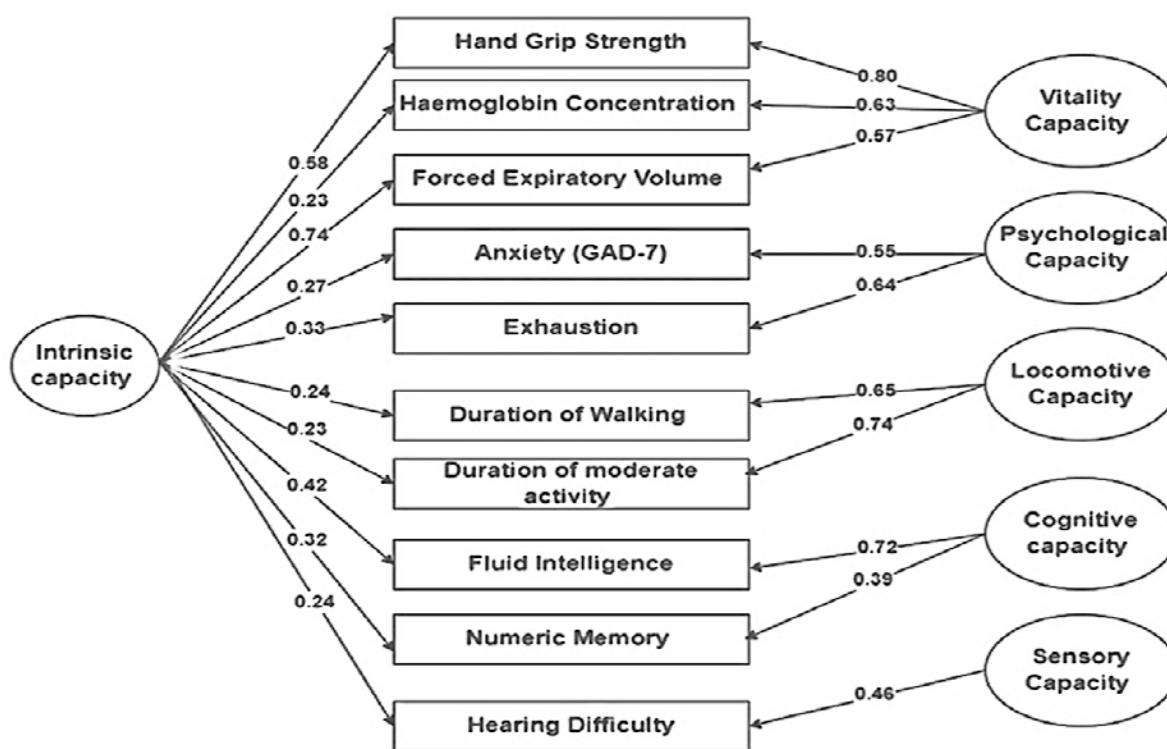 Hand Grip Strength
0.80
Vitality
Capacity
Haemoglobin Concentration
0.63
0.57
0.58
Forced Expiratory Volume
0.23
0.74
Psychological
Capacity
Anxiety (GAD-7)
0.55
0.27
0.64
0.33
Exhaustion
Intrinsic
capacity
Locomotive
Capacity
0.24
0.65
Duration of Walking
0.23
0.74
Duration of moderate
activity
0.42
Cognitive
capacity
0.32
0.72
Fluid Intelligence
0.39
0.24
Numeric Memory
Sensory
Capacity
0.46
Hearing Difficulty